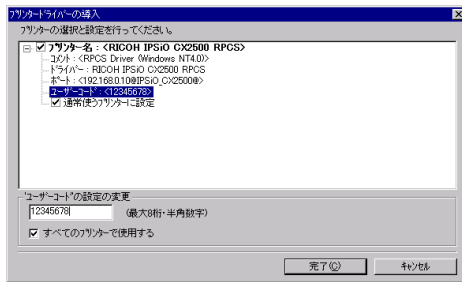 プリンタードライバーの導入
プリンターの選択と設定を行ってください。
プリンター名 : <RICOH IPSiO CX2500 RPCS>
コメント : <RPCS Driver (Windows NT4.0)>
ドライバー : RICOH IPSiO CX2500 RPCS
ポート : <192.168.0.10@IPSiO_CX2500@>
ユーザーコード : <12345678>
通常使うプリンターに設定
'ユーザーコード'の設定の変更
12345678
(最大8桁・半角数字)
すべてのプリンターで使用する
完了(C)
キャンセル